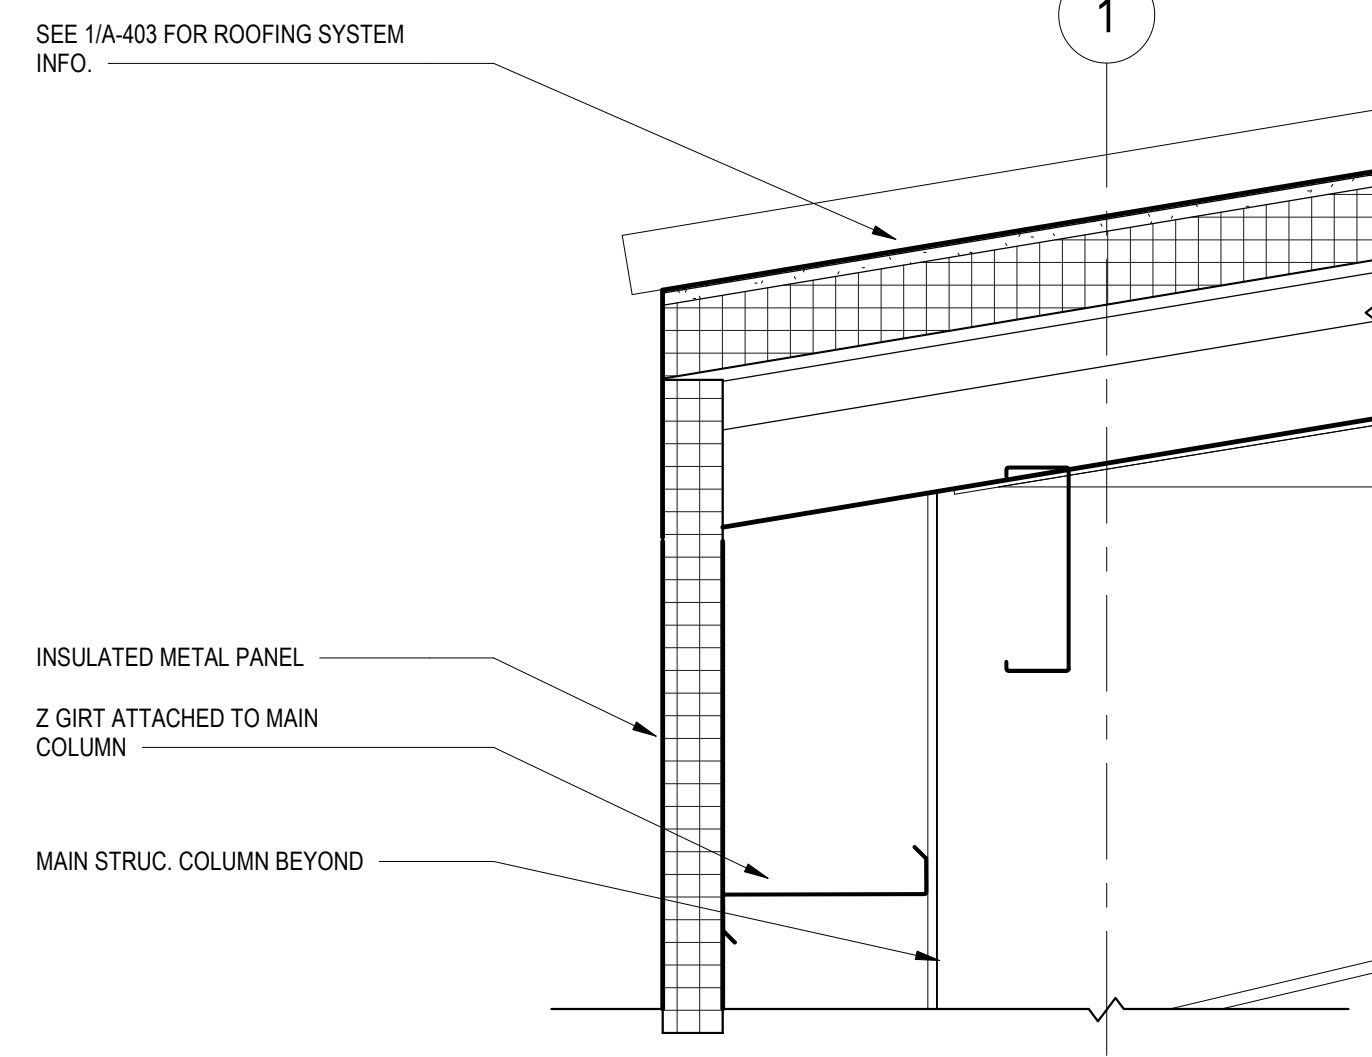 SEE 1/A-403 FOR ROOFING SYSTEM
INFO.
1
INSULATED METAL PANEL
Z GIRT ATTACHED TO MAIN
COLUMN
MAIN STRUC. COLUMN BEYOND